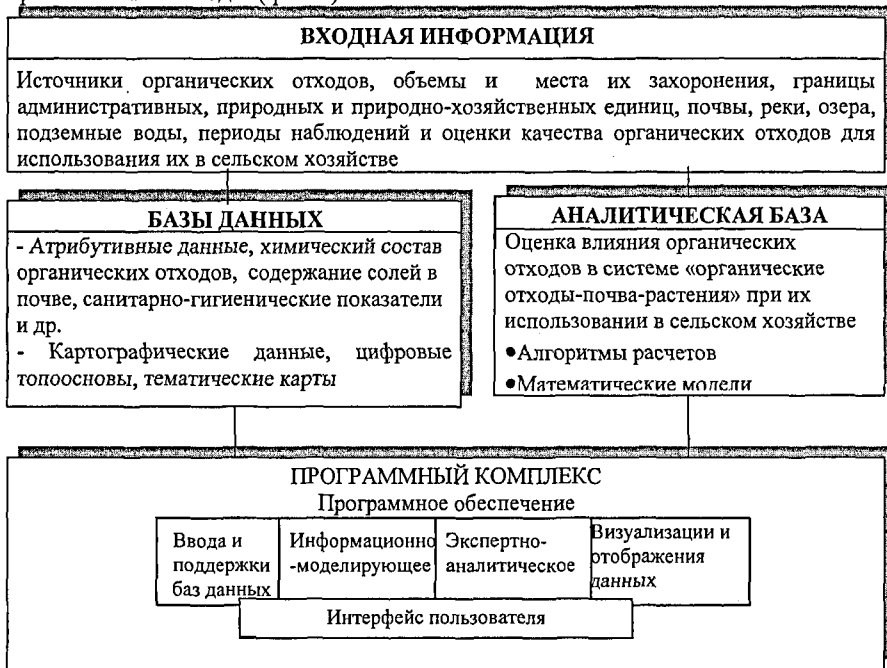 ВХОДНАЯ ИНФОРМАЦИЯ
Источники органических отходов, объемы и места их захоронения, границы
административных, природных и природно-хозяйственных единиц, почвы, реки, озера,
подземные воды, периоды наблюдений и оценки качества органических отходов для
использования их в сельском хозяйстве
БАЗЫ ДАННЫХ
- Атрибутивные данные, химический состав
органических отходов, содержание солей в
почве, санитарно-гигиенические показатели
и др.
- Картографические данные, цифровые
топоосновы, тематические карты
АНАЛИТИЧЕСКАЯ БАЗА
Оценка влияния органических
отходов в системе «органические
отходы-почва-растения» при их
использовании в сельском хозяйстве
•Алгоритмы расчетов
•Математические модели
ПРОГРАММНЫЙ КОМПЛЕКС
Программное обеспечение
Ввода и
поддержки
баз данных
Информационно
-моделирующее
Экспертно-
аналитическое
Визуализации и
отображения
данных
Интерфейс пользователя